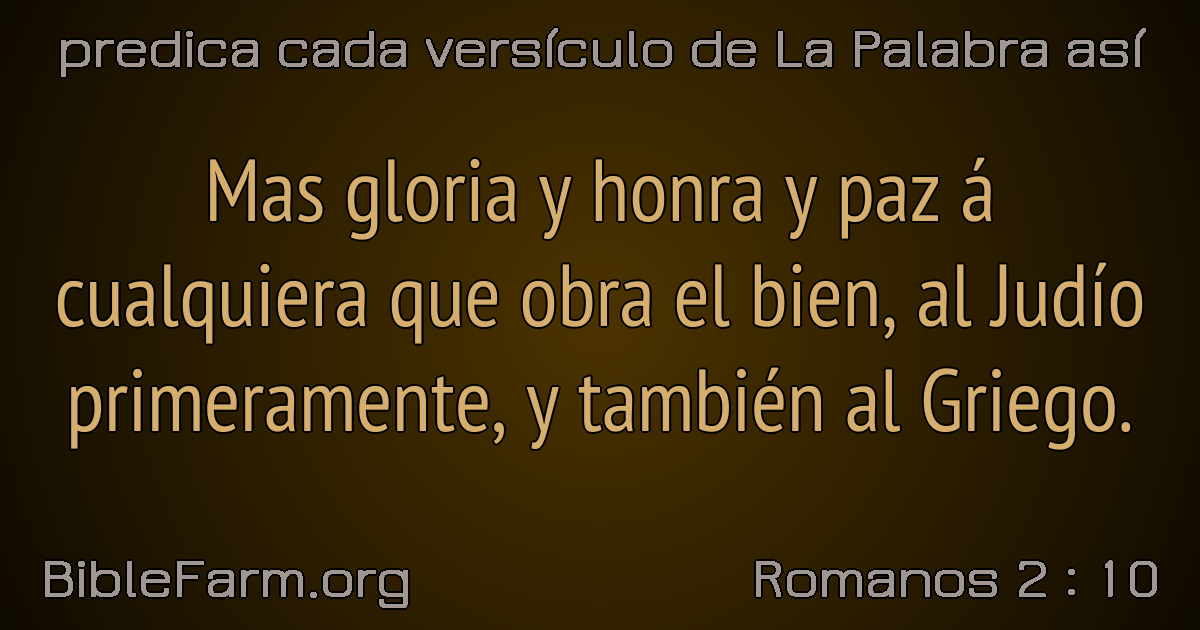 predica cada versículo de La Palabra así
Mas gloria y honra y paz á
cualquiera que obra el bien, al Judío
primeramente, y también al Griego.
BibleFarm.org
Romanos 2 : 10